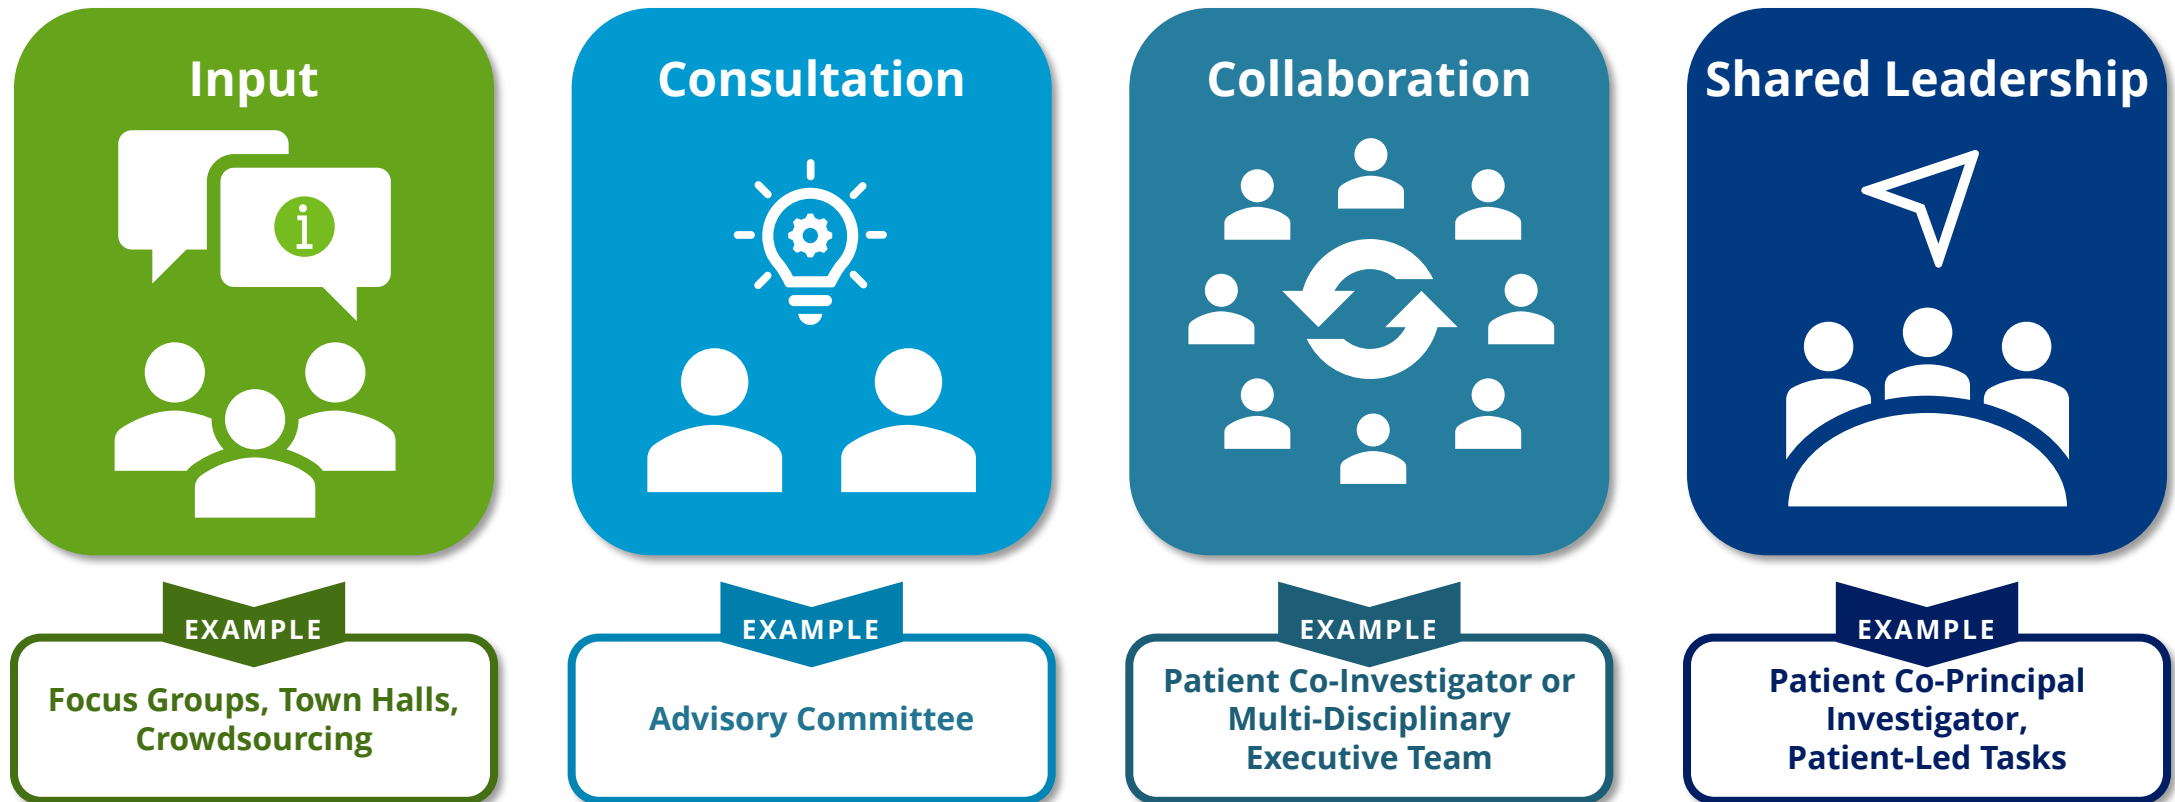 Input
i
EXAMPLE
Focus Groups, Town Halls,
Crowdsourcing
Consultation
EXAMPLE
Advisory Committee
Collaboration
EXAMPLE
Patient Co-Investigator or
Multi-Disciplinary
Executive Team
Shared Leadership
EXAMPLE
Patient Co-Principal
Investigator,
Patient-Led Tasks